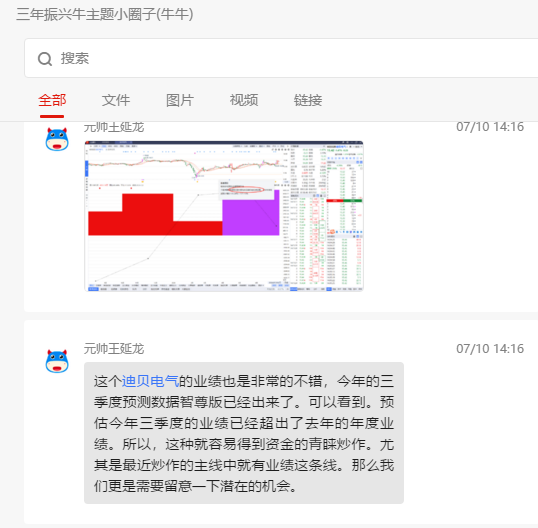 三年振兴牛主题小圈子(牛牛)
搜索
全部 文件 图片 视频 链接
元帅王延龙 07/10 14:16
元帅王延龙 07/10 14:16
这个迪贝电气的业绩也是非常的不错，今年的三
季度预测数据智尊版已经出来了。可以看到。预
估今年三季度的业绩已经超出了去年的年度业
绩。所以，这种就容易得到资金的青睐炒作。尤
其是最近炒作的主线中就有业绩这条线。那么我
们更是需要留意一下潜在的机会。